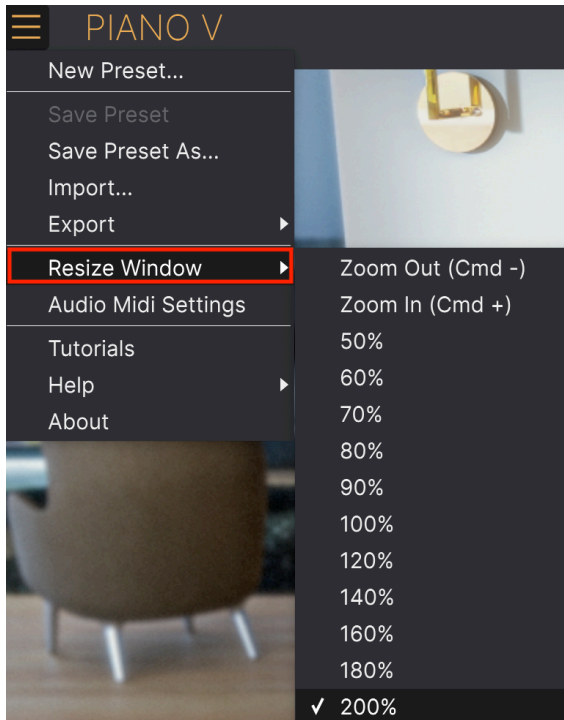 PIANO V
New Preset...
Save Preset
Save Preset As...
Import...
Export
Resize Window
Audio Midi Settings
Tutorials
Help
About
Zoom Out (Cmd -)
Zoom In (Cmd +)
50%
60%
70%
80%
90%
100%
120%
140%
160%
180%
200%